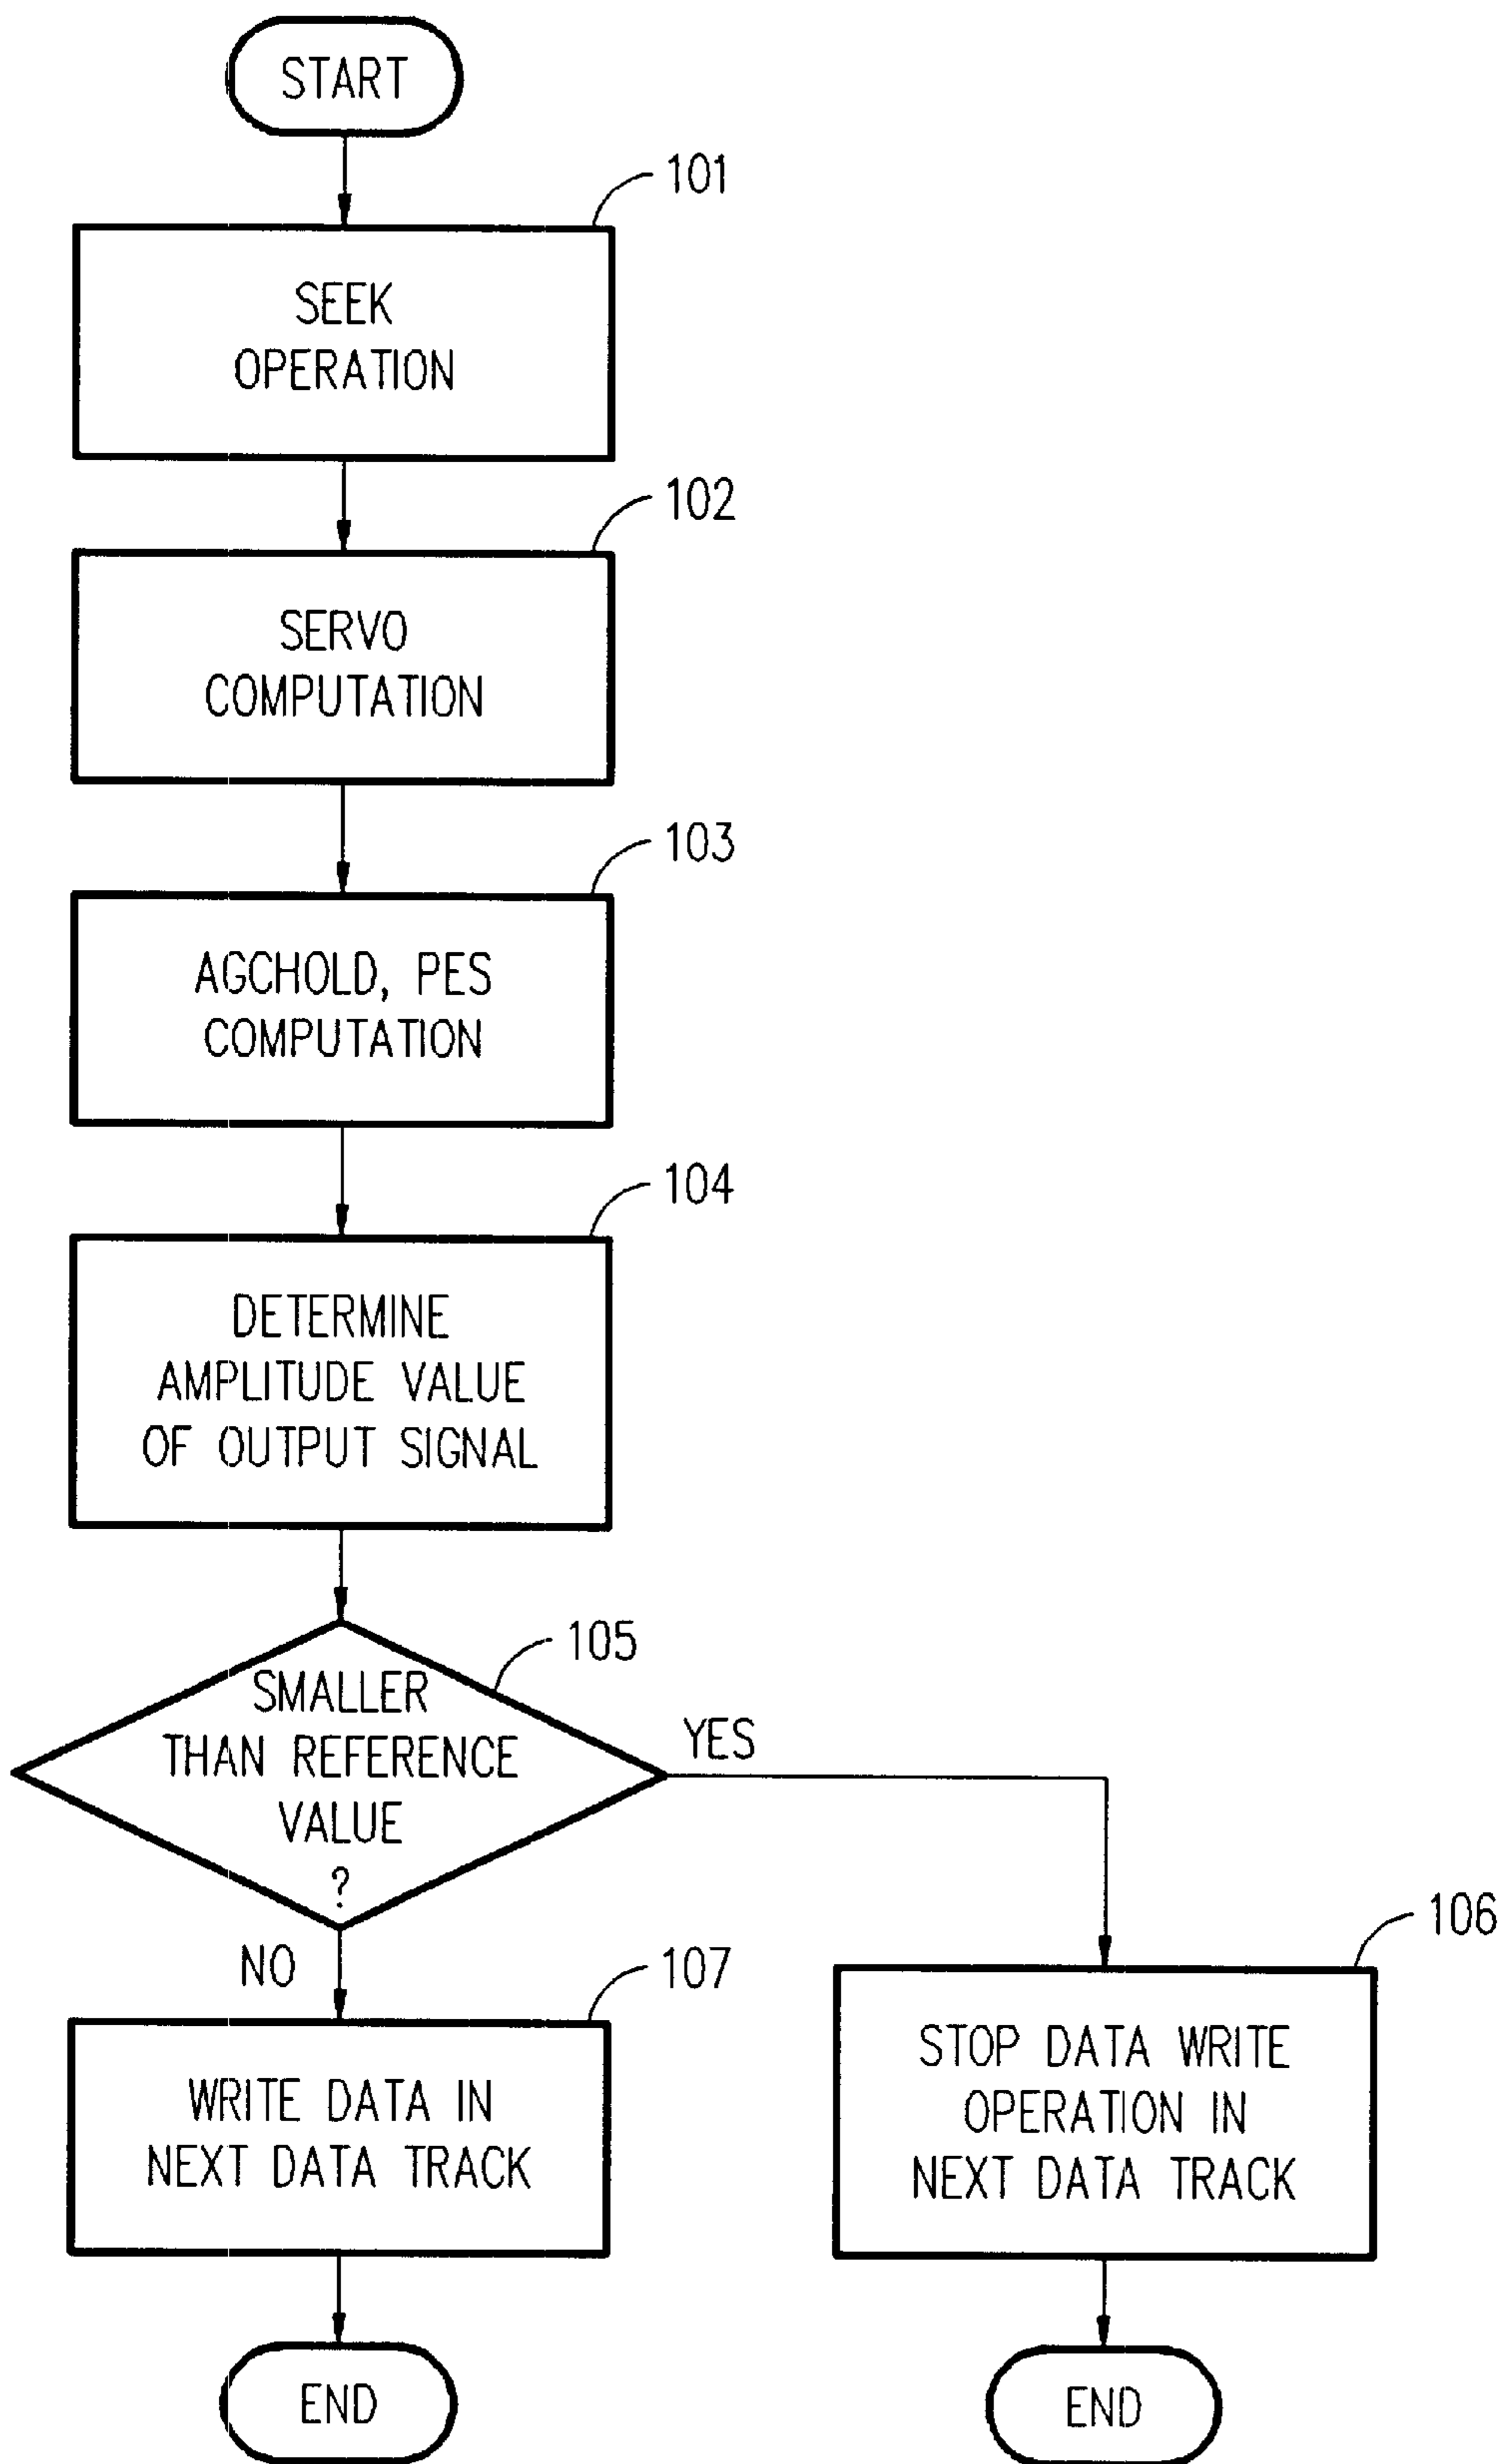 START
101
SEEK
OPERATION
102
SERVO
COMPUTATION
103
AGCHOLD, PES
COMPUTATION
104
DETERMINE
AMPLITUDE VALUE
OF OUTPUT SIGNAL
105
SMALLER
THAN REFERENCE
VALUE
?
YES
NO
106
STOP DATA WRITE
OPERATION IN
NEXT DATA TRACK
107
WRITE DATA IN
NEXT DATA TRACK
END
END